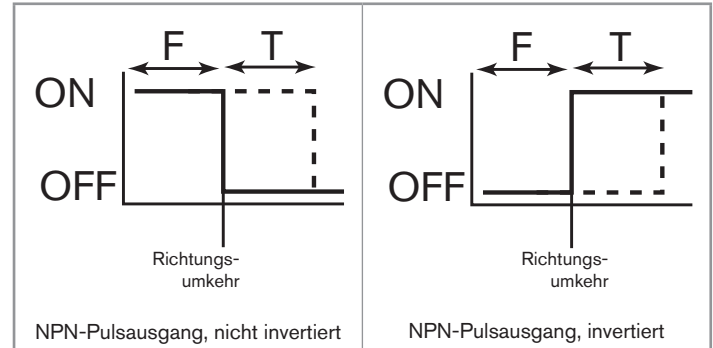 F T
ON
OFF
Richtungs-
umkehr
NPN-Pulsausgang, nicht invertiert
F T
ON
OFF
Richtungs-
umkehr
NPN-Pulsausgang, invertiert